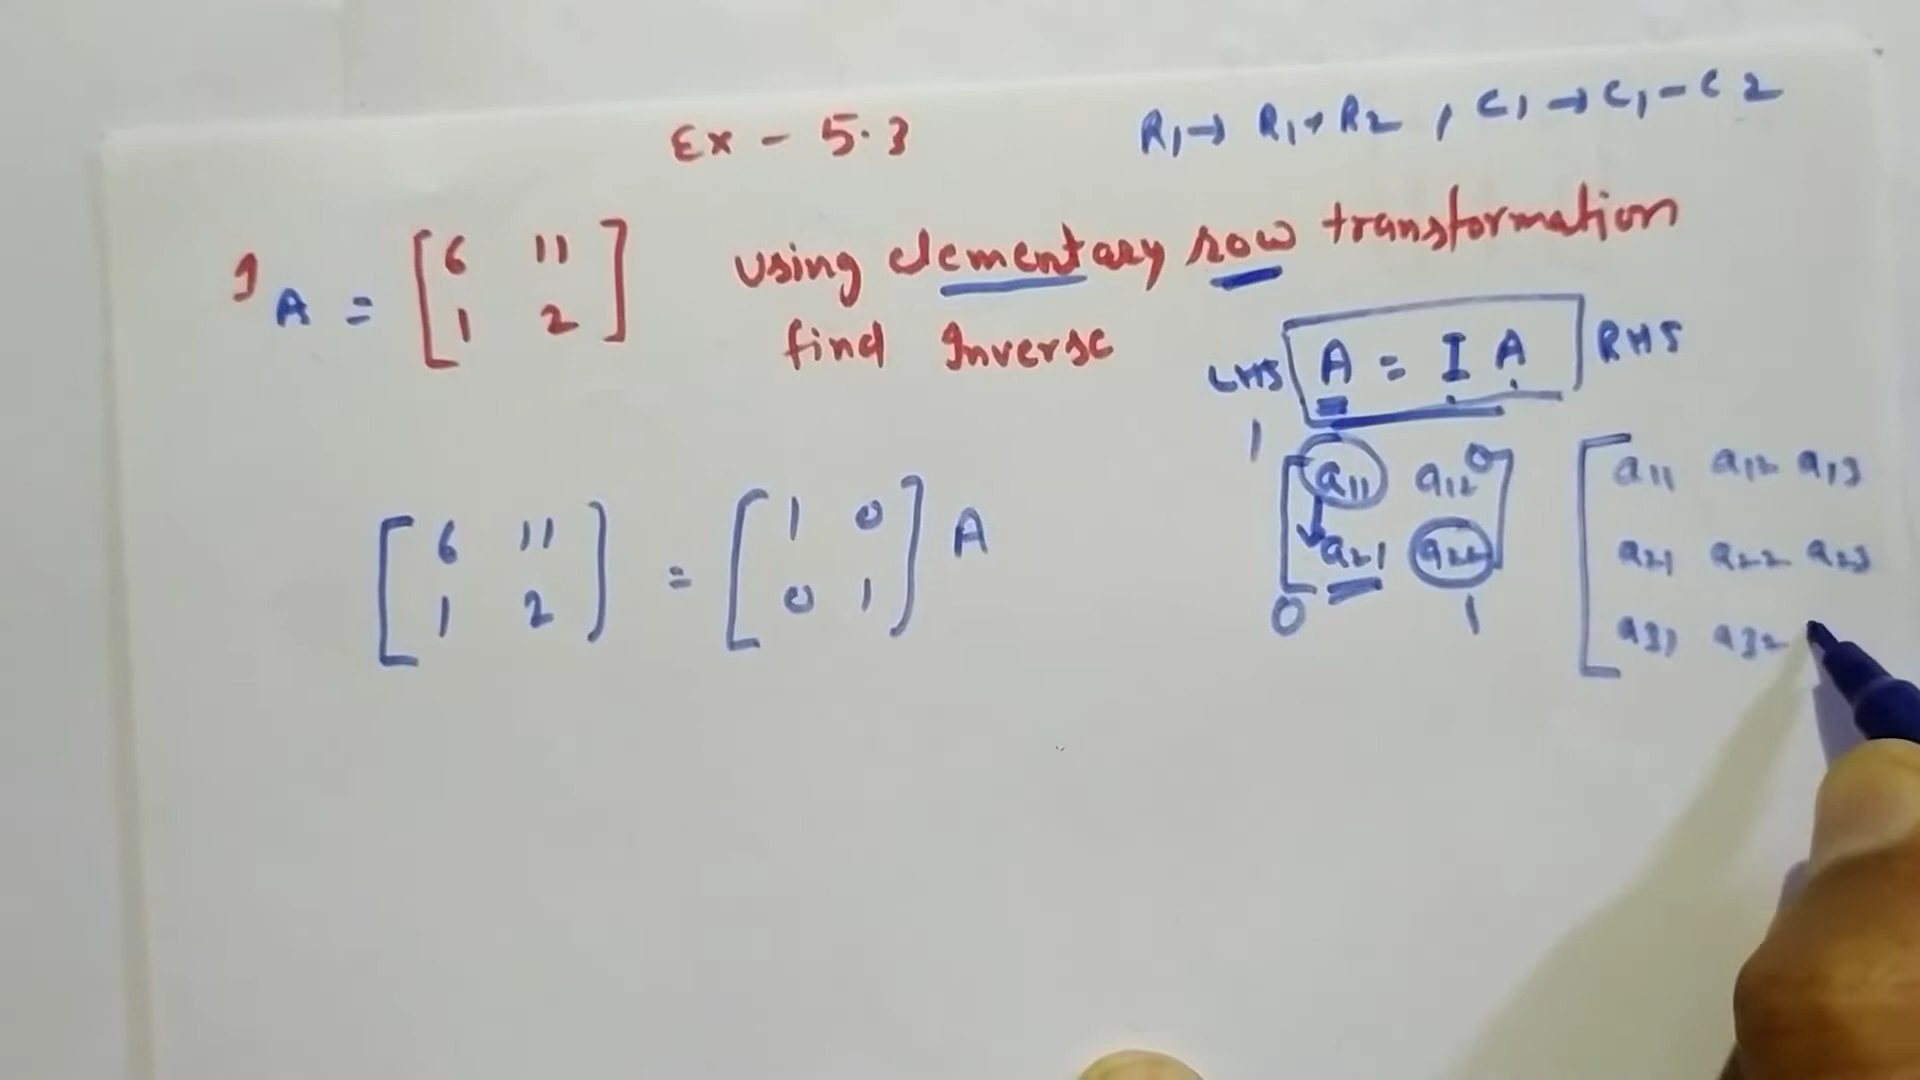 Ex - 5.3
R1→ R1+R2 , C1→C1-C2
1 A = [6 11
1 2]
using elementary row transformation
find Inverse
LHS A = I A RHS
[6 11
1 2] = [1 0
0 1] A
1 [a11 a12 0
a21 a22]
0 1
[a11 a12 a13
a21 a22 a23
a31 a32